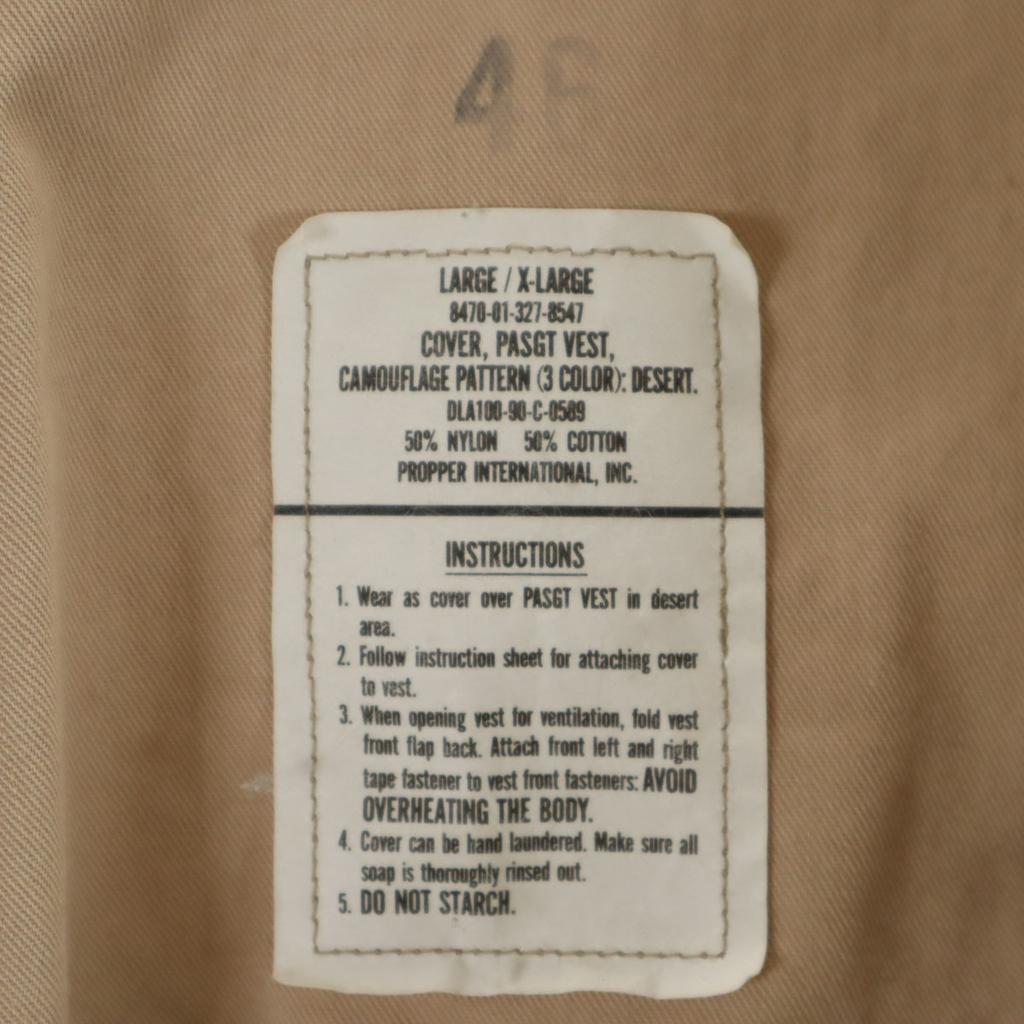 46
LARGE / X-LARGE
8470-01-327-8547
COVER, PASGT VEST,
CAMOUFLAGE PATTERN (3 COLOR): DESERT.
DLA100-90-C-0589
50% NYLON 50% COTTON
PROPPER INTERNATIONAL, INC.
INSTRUCTIONS
1. Wear as cover over PASGT VEST in desert
area.
2. Follow instruction sheet for attaching cover
to vest.
3. When opening vest for ventilation, fold vest
front flap back. Attach front left and right
tape fastener to vest front fasteners: AVOID
OVERHEATING THE BODY.
4. Cover can be hand laundered. Make sure all
soap is thoroughly rinsed out.
5. DO NOT STARCH.